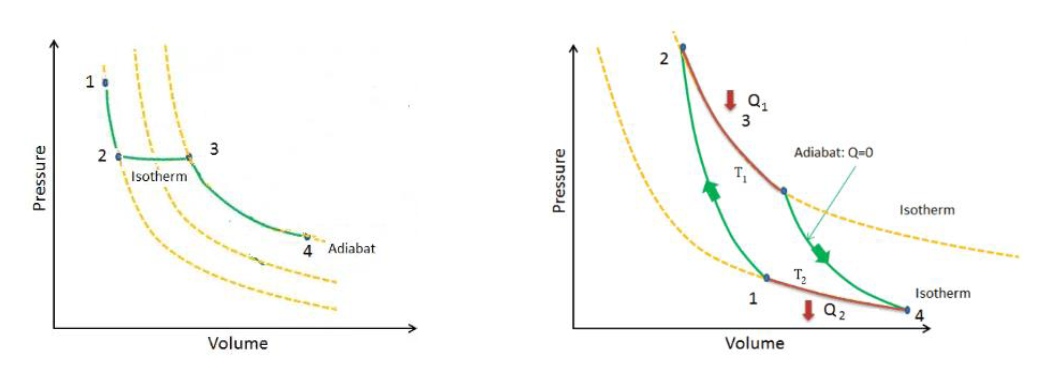 1
2
3
Isotherm
4
Adiabat
Pressure
Volume
2
Q1
3
Adiabat: Q=0
T1
Isotherm
T2
1
Isotherm
Q2
4
Pressure
Volume